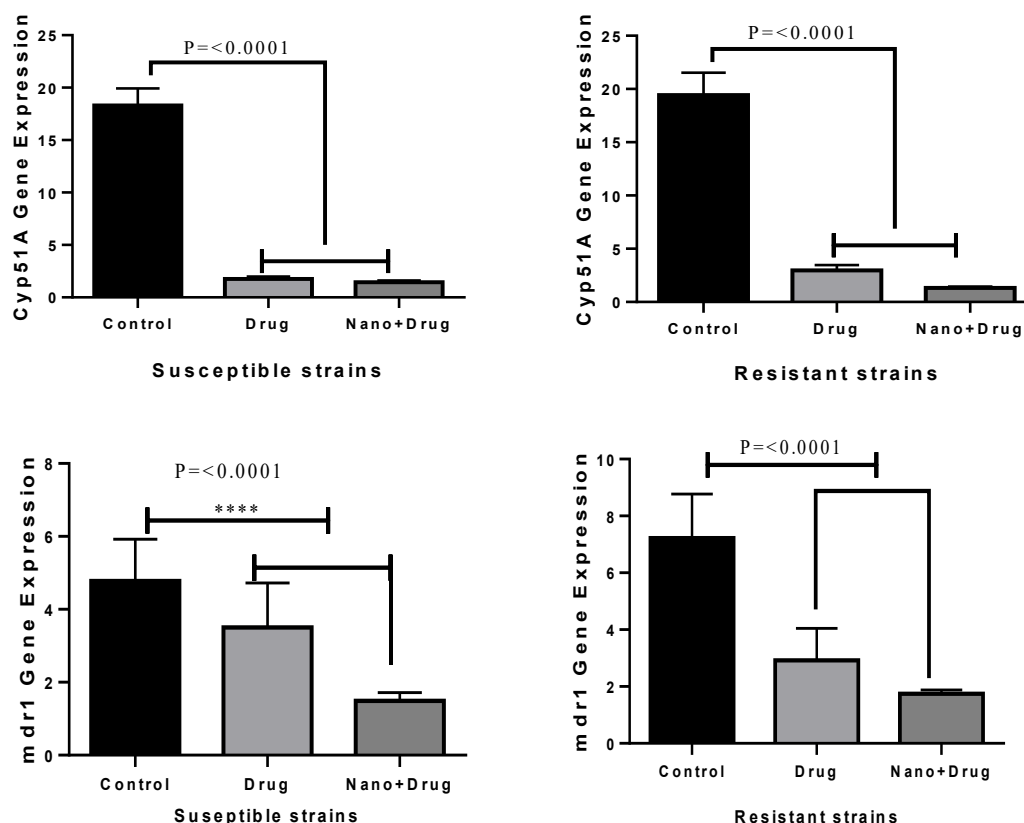 Cyp51A Gene Expression
25
20
15
10
5
0
P=<0.0001
Control Drug Nano+Drug
Susceptible strains
Cyp51A Gene Expression
25
20
15
10
5
0
P=<0.0001
Control Drug Nano+Drug
Resistant strains
mdr1 Gene Expression
8
6
4
2
0
P=<0.0001
****
Control Drug Nano+Drug
Suseptible strains
mdr1 Gene Expression
10
8
6
4
2
0
P=<0.0001
Control Drug Nano+Drug
Resistant strains